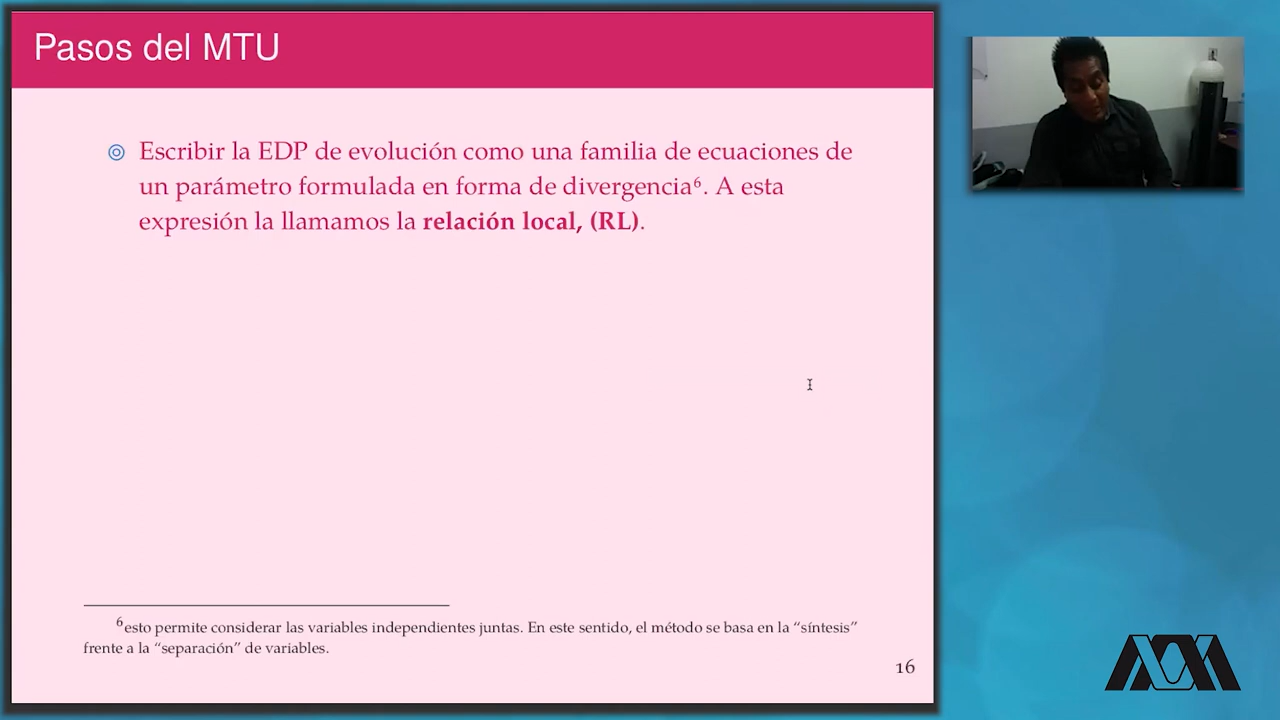 Pasos del MTU
◎ Escribir la EDP de evolución como una familia de ecuaciones de
un parámetro formulada en forma de divergencia⁶. A esta
expresión la llamamos la relación local, (RL).
⁶esto permite considerar las variables independientes juntas. En este sentido, el método se basa en la “síntesis”
frente a la “separación” de variables.
16